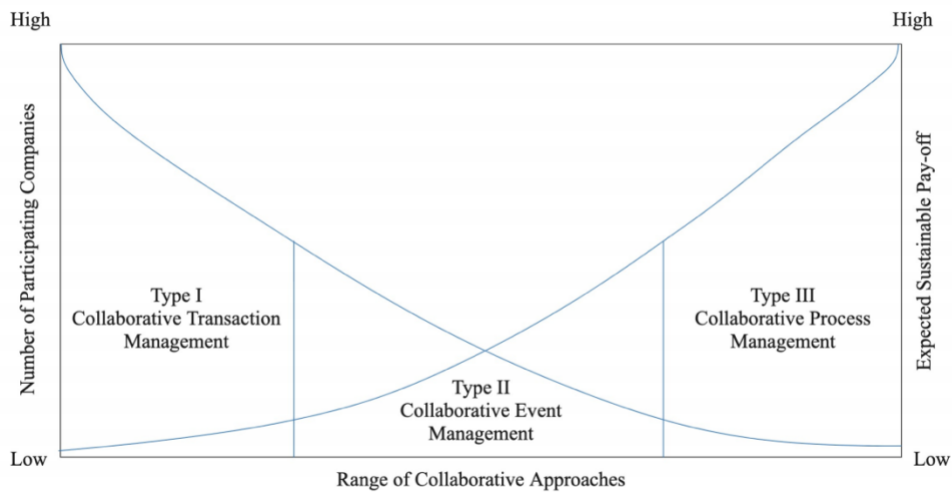 High
High
Number of Participating Companies
Expected Sustainable Pay-off
Type I
Collaborative Transaction
Management
Type III
Collaborative Process
Management
Type II
Collaborative Event
Management
Low
Low
Range of Collaborative Approaches